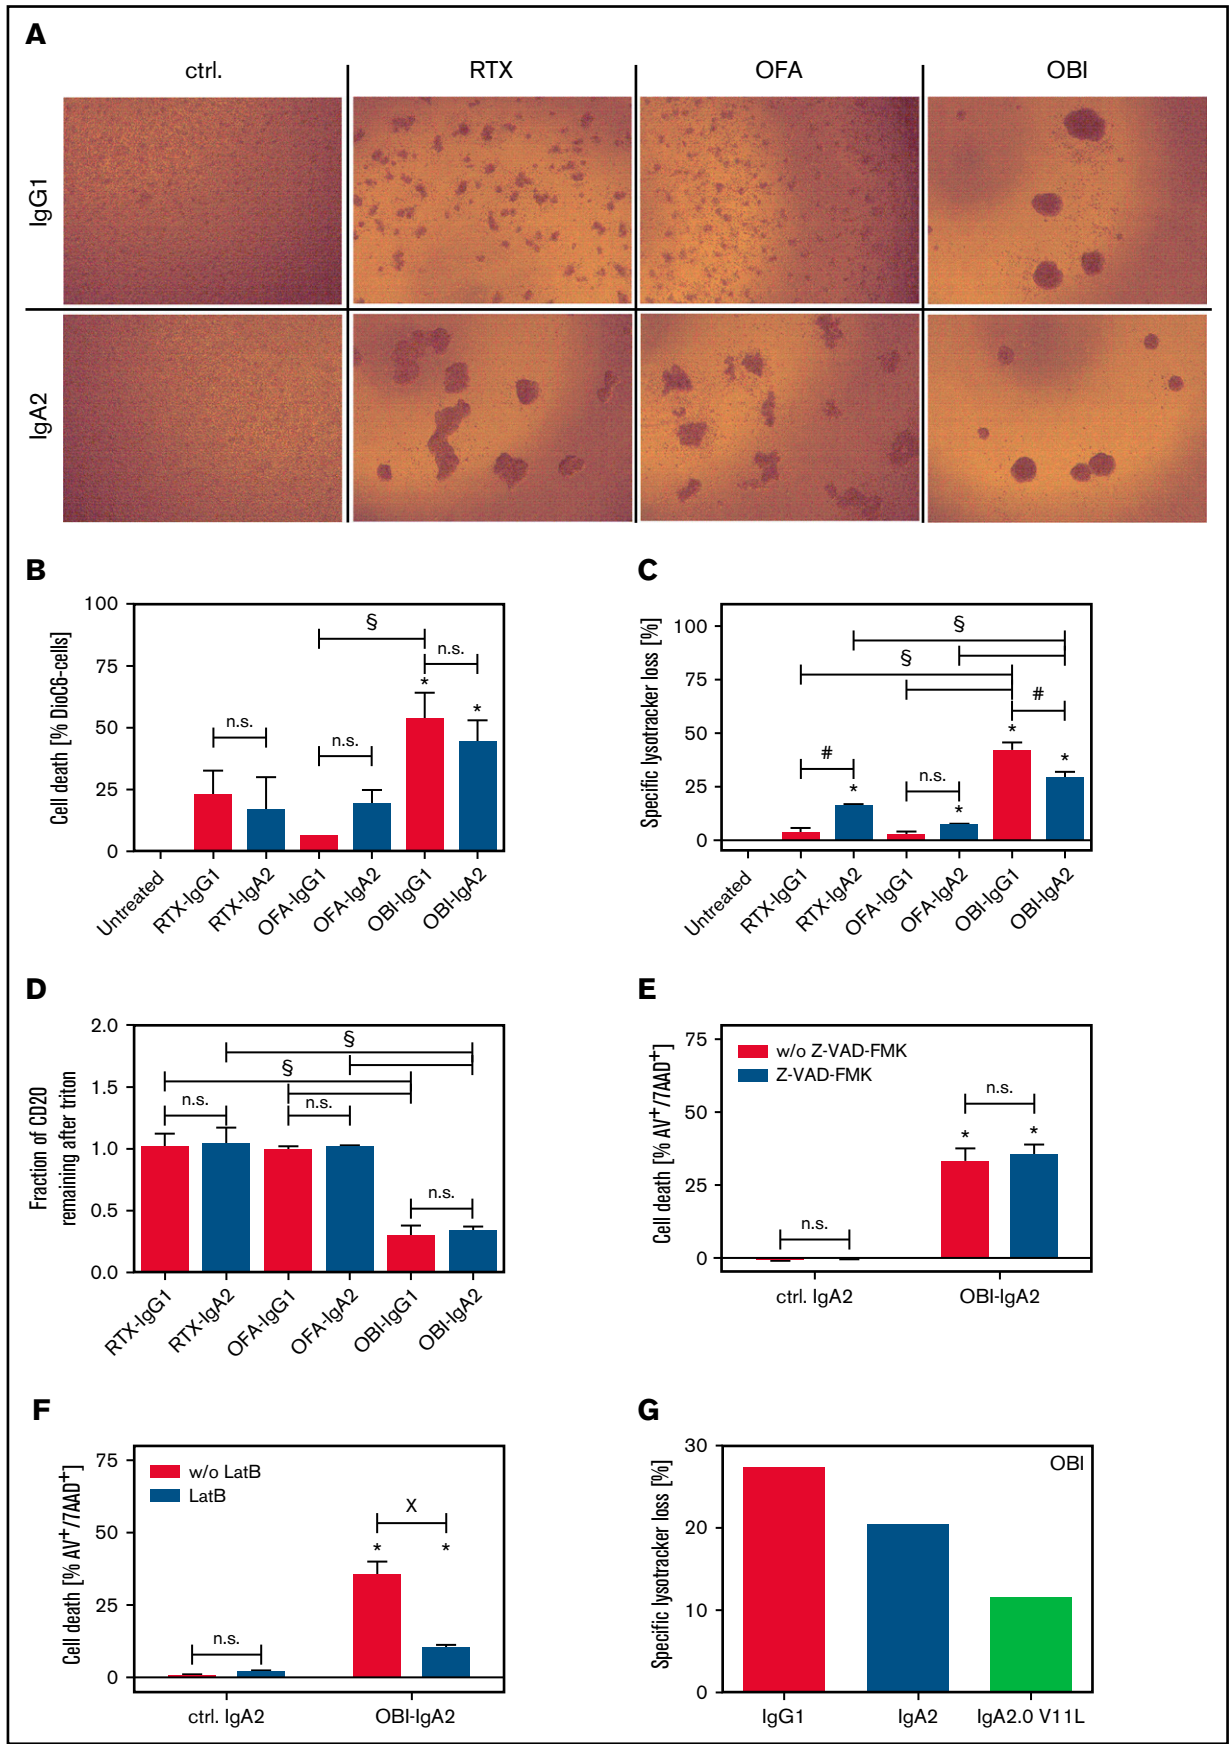 A
ctrl.
RTX
OFA
OBI
IgG1
IgA2
B
Cell death [% DioC6-cells]
100
75
50
25
0
§
n.s.
n.s.
n.s.
*
*
Untreated
RTX-IgG1
RTX-IgA2
OFA-IgG1
OFA-IgA2
OBI-IgG1
OBI-IgA2
C
Specific lysotracker loss [%]
100
75
50
25
0
§
§
#
#
n.s.
*
*
*
*
Untreated
RTX-IgG1
RTX-IgA2
OFA-IgG1
OFA-IgA2
OBI-IgG1
OBI-IgA2
D
Fraction of CD20
remaining after triton
2.0
1.5
1.0
0.5
0.0
§
§
n.s.
n.s.
n.s.
RTX-IgG1
RTX-IgA2
OFA-IgG1
OFA-IgA2
OBI-IgG1
OBI-IgA2
E
Cell death [% AV+/7AAD+]
75
50
25
0
w/o Z-VAD-FMK
Z-VAD-FMK
n.s.
n.s.
*
*
ctrl. IgA2
OBI-IgA2
F
Cell death [% AV+/7AAD+]
75
50
25
0
w/o LatB
LatB
X
n.s.
*
*
ctrl. IgA2
OBI-IgA2
G
Specific lysotracker loss [%]
30
20
10
0
OBI
IgG1
IgA2
IgA2.0 V11L